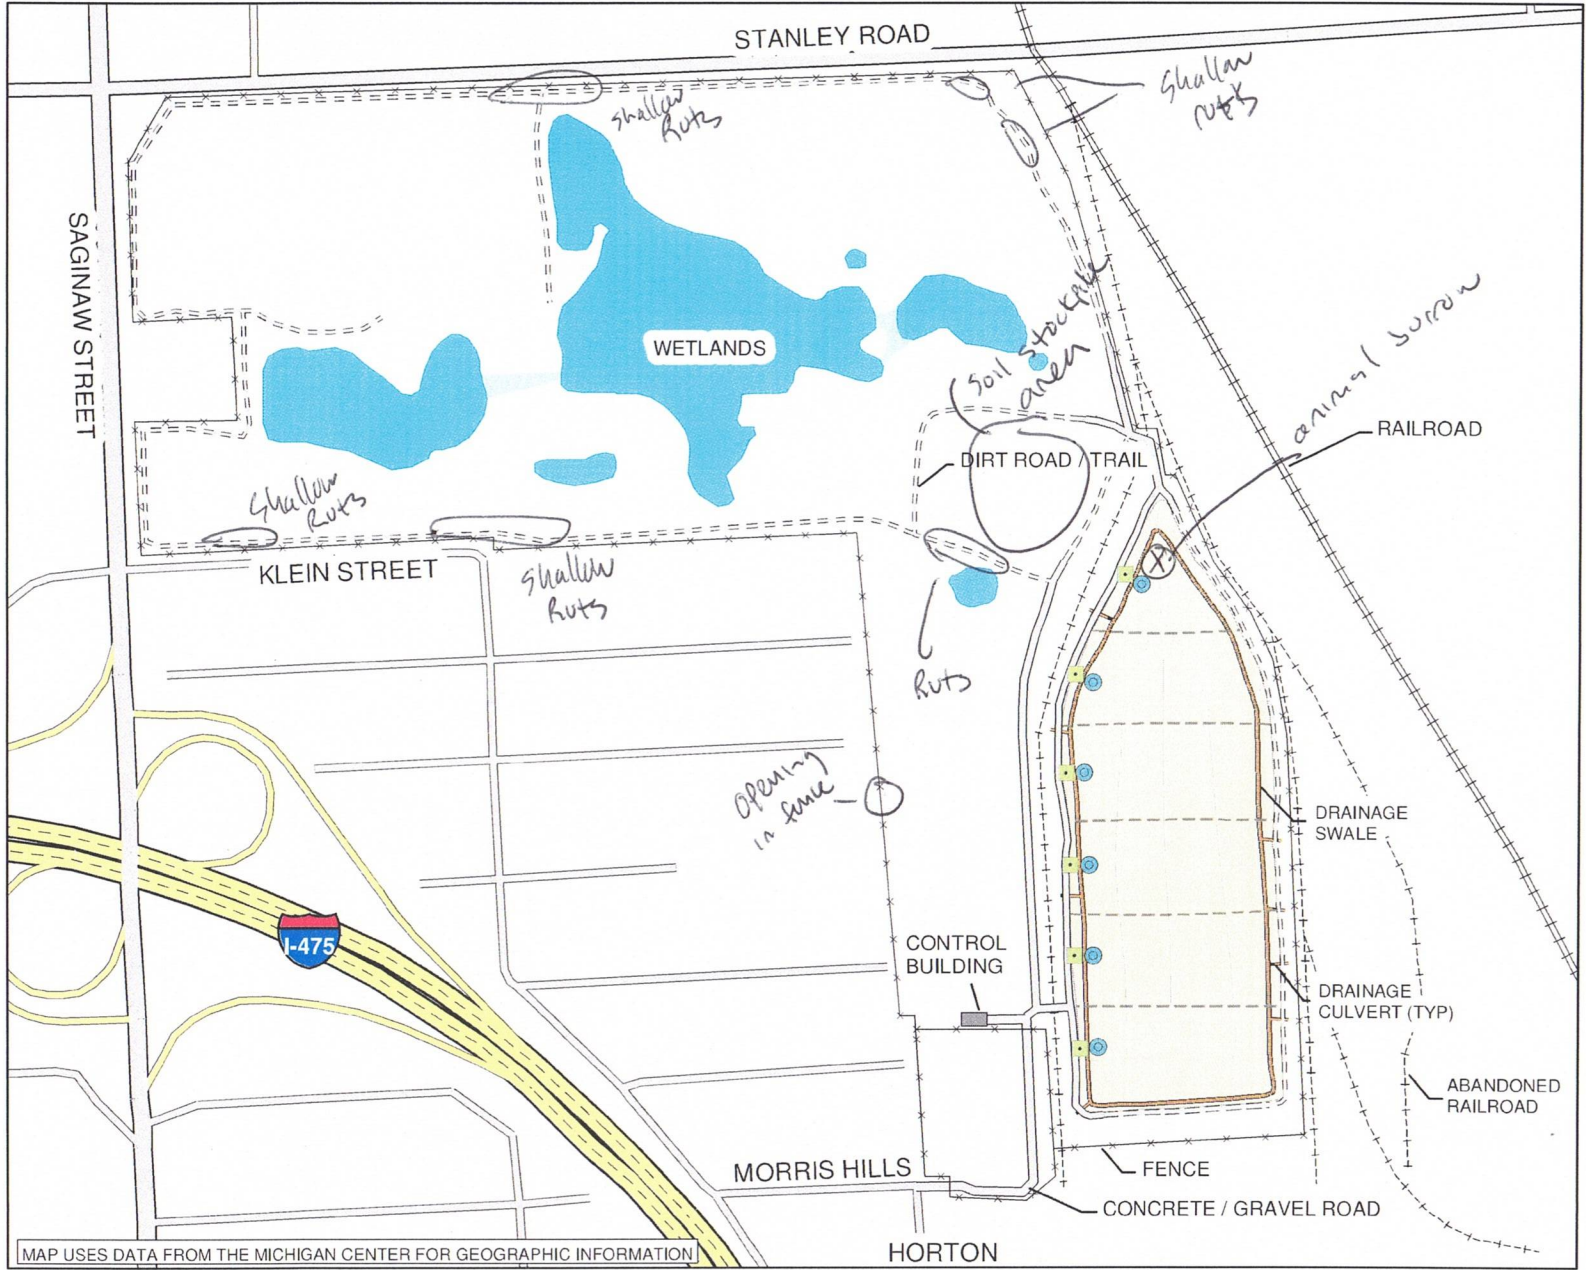 STANLEY ROAD
Shallow
Ruts
Shallow
ruts
SAGINAW STREET
WETLANDS
Soil Stockpile
area
animal burrow
RAILROAD
DIRT ROAD / TRAIL
Shallow
Ruts
KLEIN STREET
Shallow
Ruts
X
Ruts
Opening
in fence
DRAINAGE
SWALE
I-475
CONTROL
BUILDING
DRAINAGE
CULVERT (TYP)
ABANDONED
RAILROAD
MORRIS HILLS
FENCE
CONCRETE / GRAVEL ROAD
HORTON
MAP USES DATA FROM THE MICHIGAN CENTER FOR GEOGRAPHIC INFORMATION